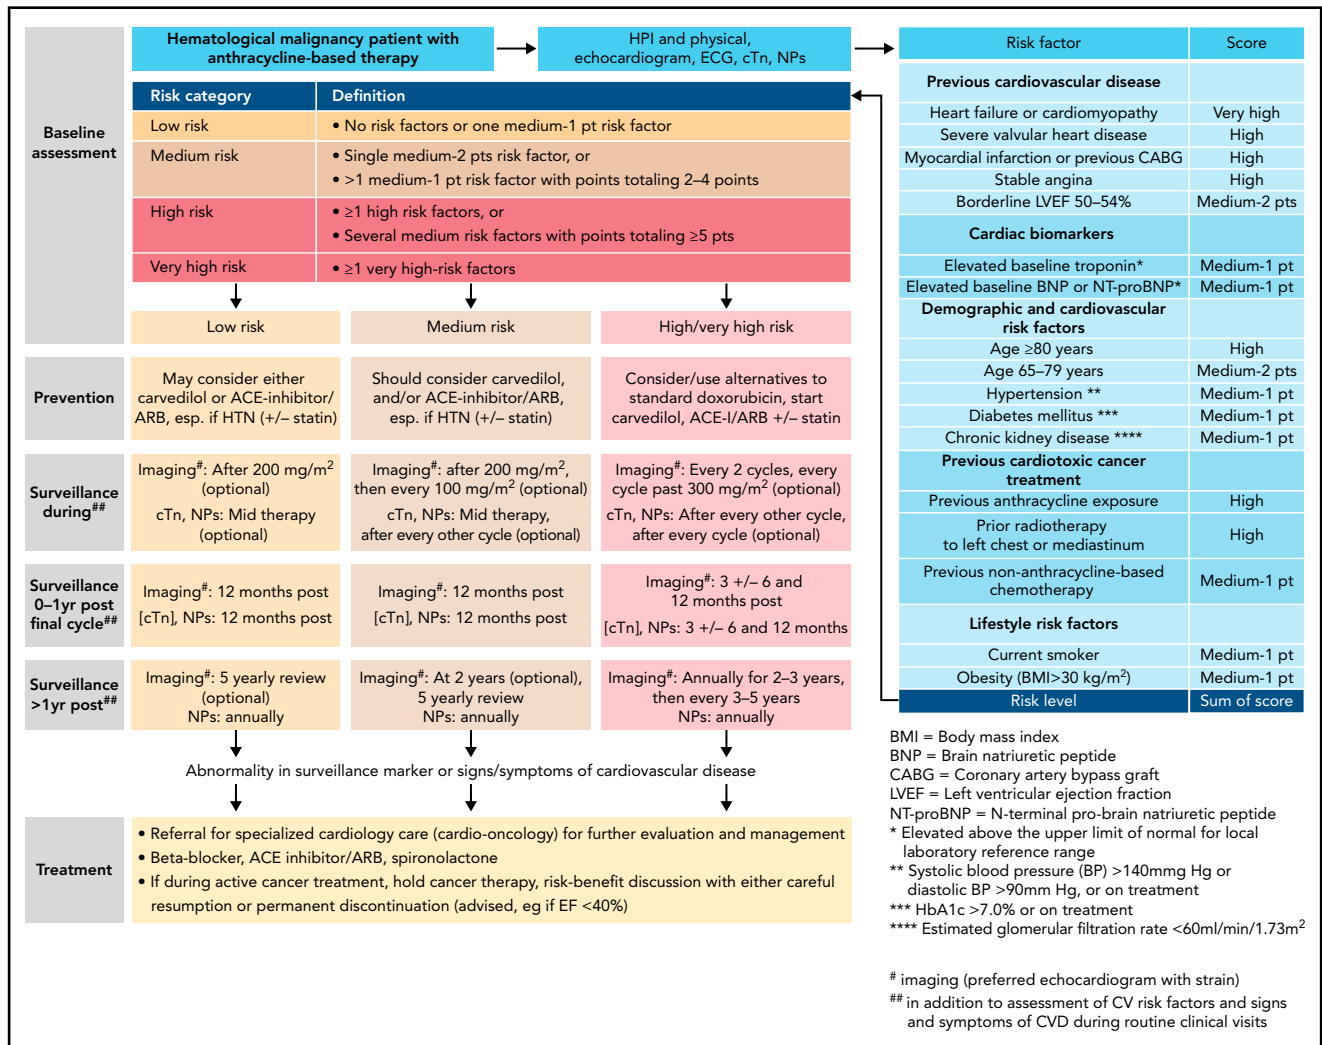 Baseline
assessment
Hematological malignancy patient with
anthracycline-based therapy
HPI and physical,
echocardiogram, ECG, cTn, NPs
Risk category
Definition
Low risk
• No risk factors or one medium-1 pt risk factor
Medium risk
• Single medium-2 pts risk factor, or
• >1 medium-1 pt risk factor with points totaling 2–4 points
High risk
• ≥1 high risk factors, or
• Several medium risk factors with points totaling ≥5 pts
Very high risk
• ≥1 very high-risk factors
Low risk
Medium risk
High/very high risk
Prevention
May consider either
carvedilol or ACE-inhibitor/
ARB, esp. if HTN (+/– statin)
Should consider carvedilol,
and/or ACE-inhibitor/ARB,
esp. if HTN (+/– statin)
Consider/use alternatives to
standard doxorubicin, start
carvedilol, ACE-I/ARB +/– statin
Surveillance
during##
Imaging#: After 200 mg/m2
(optional)
cTn, NPs: Mid therapy
(optional)
Imaging#: after 200 mg/m2,
then every 100 mg/m2 (optional)
cTn, NPs: Mid therapy,
after every other cycle (optional)
Imaging#: Every 2 cycles, every
cycle past 300 mg/m2 (optional)
cTn, NPs: After every other cycle,
after every cycle (optional)
Surveillance
0–1yr post
final cycle##
Imaging#: 12 months post
[cTn], NPs: 12 months post
Imaging#: 12 months post
[cTn], NPs: 12 months post
Imaging#: 3 +/– 6 and
12 months post
[cTn], NPs: 3 +/– 6 and 12 months
Surveillance
>1yr post##
Imaging#: 5 yearly review
(optional)
NPs: annually
Imaging#: At 2 years (optional),
5 yearly review
NPs: annually
Imaging#: Annually for 2–3 years,
then every 3–5 years
NPs: annually
Abnormality in surveillance marker or signs/symptoms of cardiovascular disease
Treatment
• Referral for specialized cardiology care (cardio-oncology) for further evaluation and management
• Beta-blocker, ACE inhibitor/ARB, spironolactone
• If during active cancer treatment, hold cancer therapy, risk-benefit discussion with either careful
resumption or permanent discontinuation (advised, eg if EF <40%)
Risk factor Score
Previous cardiovascular disease
Heart failure or cardiomyopathy Very high
Severe valvular heart disease High
Myocardial infarction or previous CABG High
Stable angina High
Borderline LVEF 50–54% Medium-2 pts
Cardiac biomarkers
Elevated baseline troponin* Medium-1 pt
Elevated baseline BNP or NT-proBNP* Medium-1 pt
Demographic and cardiovascular
risk factors
Age ≥80 years High
Age 65–79 years Medium-2 pts
Hypertension ** Medium-1 pt
Diabetes mellitus *** Medium-1 pt
Chronic kidney disease **** Medium-1 pt
Previous cardiotoxic cancer
treatment
Previous anthracycline exposure High
Prior radiotherapy
to left chest or mediastinum High
Previous non-anthracycline-based
chemotherapy Medium-1 pt
Lifestyle risk factors
Current smoker Medium-1 pt
Obesity (BMI>30 kg/m2) Medium-1 pt
Risk level Sum of score
BMI = Body mass index
BNP = Brain natriuretic peptide
CABG = Coronary artery bypass graft
LVEF = Left ventricular ejection fraction
NT-proBNP = N-terminal pro-brain natriuretic peptide
* Elevated above the upper limit of normal for local
laboratory reference range
** Systolic blood pressure (BP) >140mmg Hg or
diastolic BP >90mm Hg, or on treatment
*** HbA1c >7.0% or on treatment
**** Estimated glomerular filtration rate <60ml/min/1.73m2
# imaging (preferred echocardiogram with strain)
## in addition to assessment of CV risk factors and signs
and symptoms of CVD during routine clinical visits